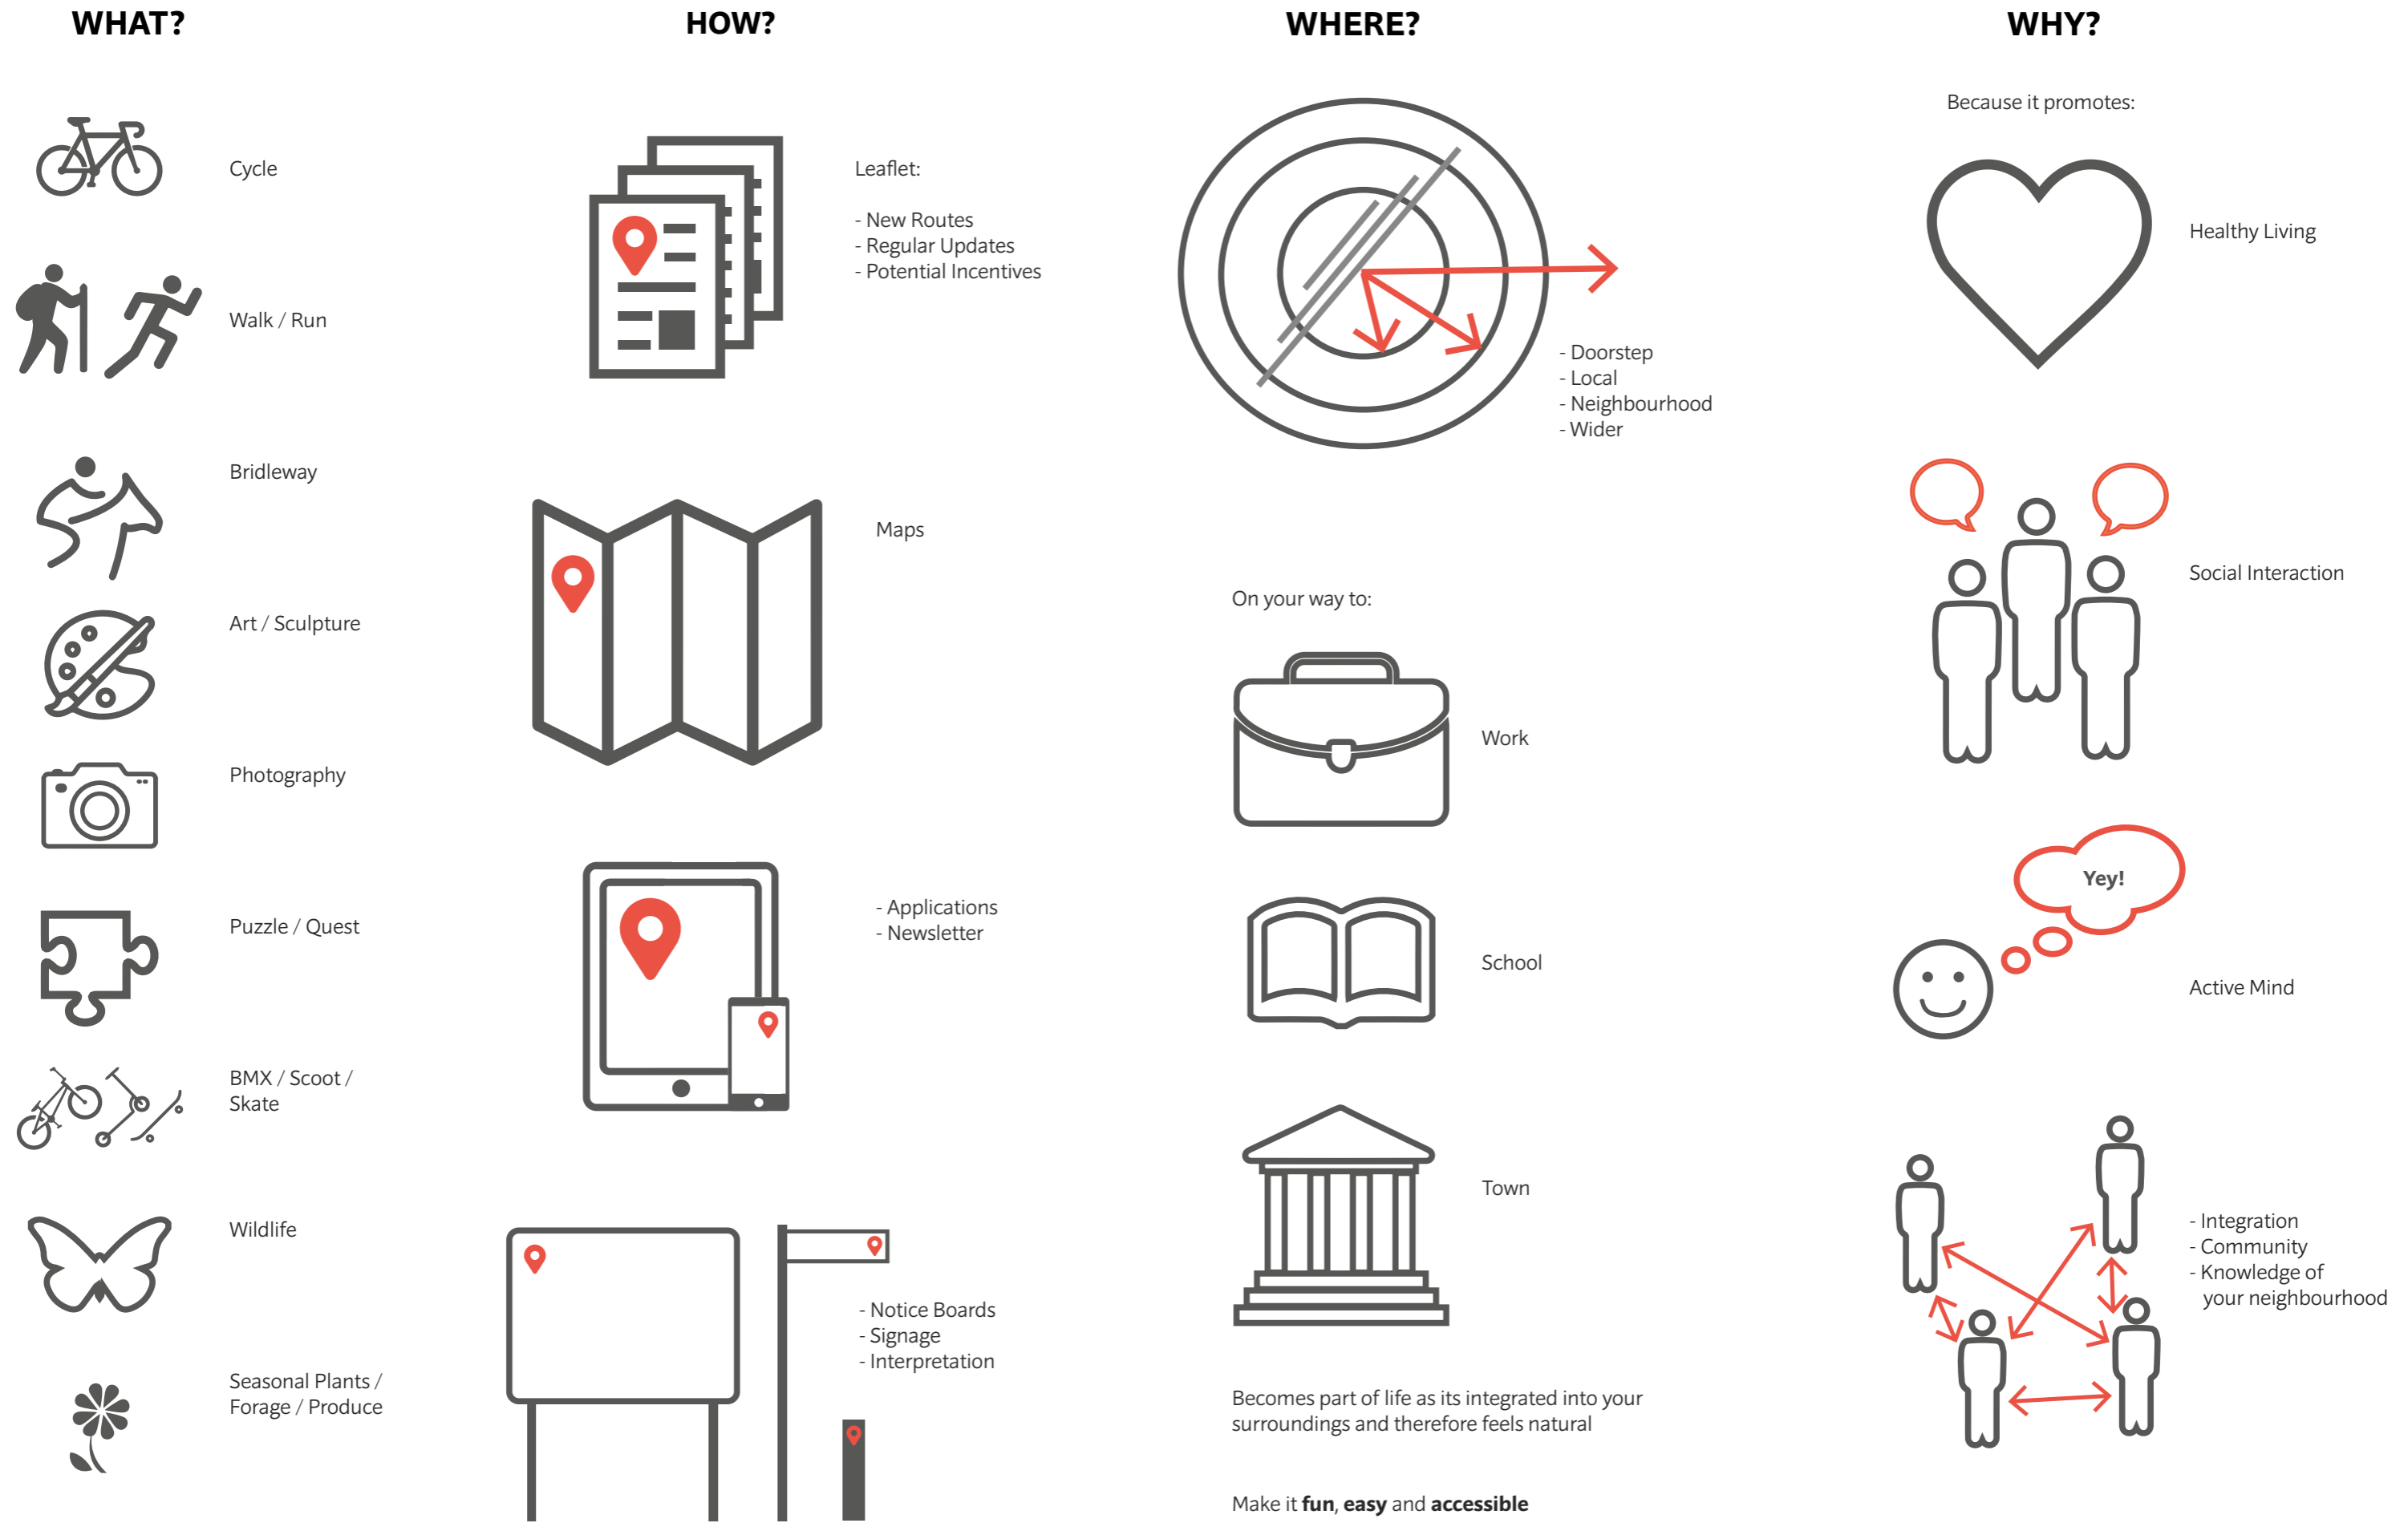 WHAT?
Cycle
Walk / Run
Bridleway
Art / Sculpture
Photography
Puzzle / Quest
BMX / Scoot /
Skate
Wildlife
Seasonal Plants /
Forage / Produce
HOW?
Leaflet:
- New Routes
- Regular Updates
- Potential Incentives
Maps
- Applications
- Newsletter
- Notice Boards
- Signage
- Interpretation
WHERE?
- Doorstep
- Local
- Neighbourhood
- Wider
On your way to:
Work
School
Town
Becomes part of life as its integrated into your
surroundings and therefore feels natural
Make it fun, easy and accessible
WHY?
Because it promotes:
Healthy Living
Social Interaction
Yey!
Active Mind
- Integration
- Community
- Knowledge of
your neighbourhood